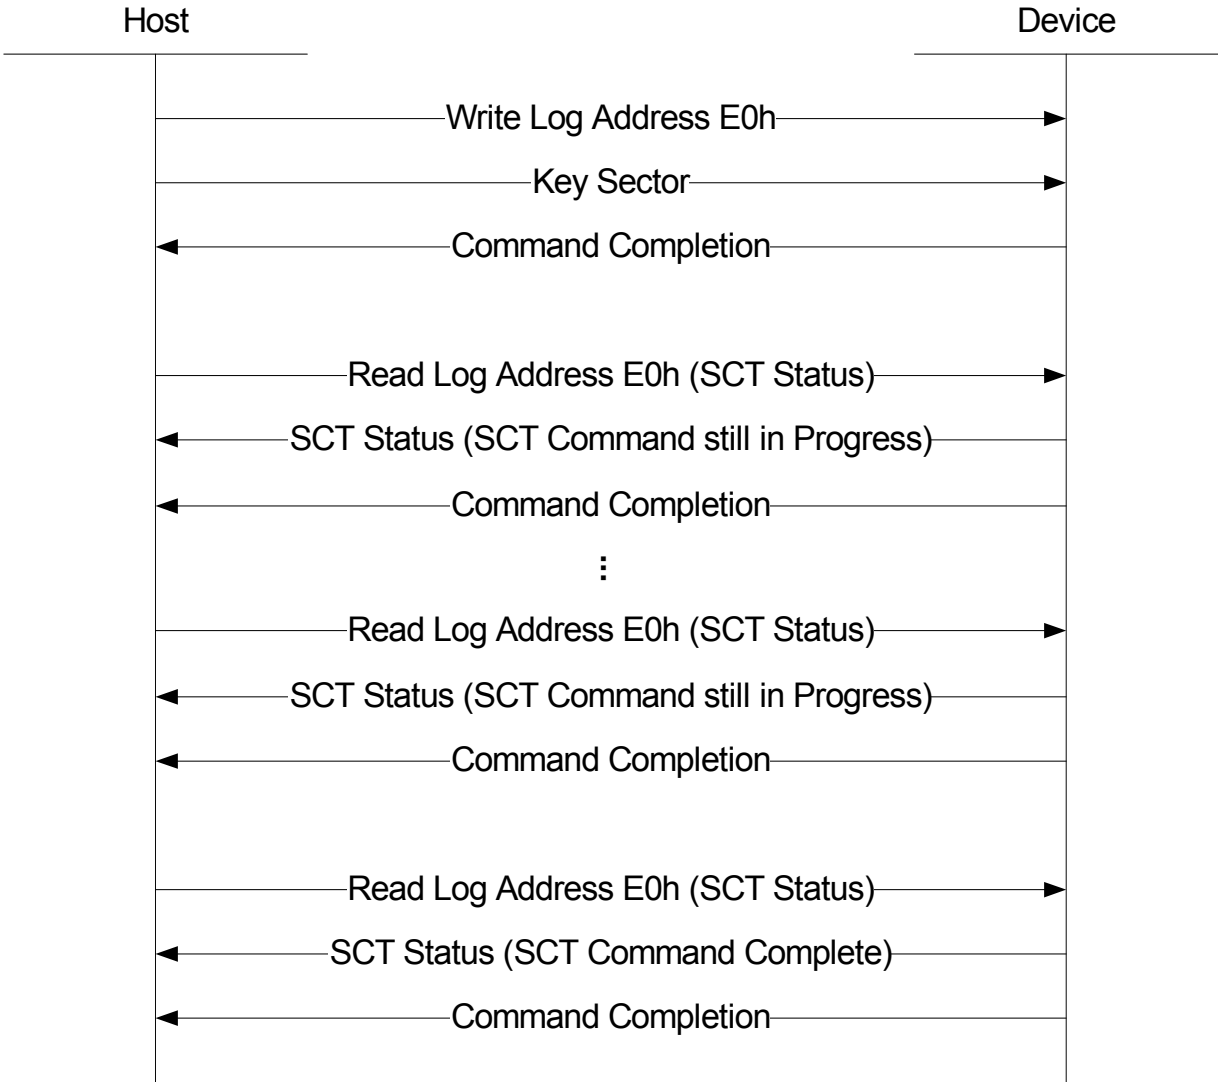 Host
Device
Write Log Address E0h
Key Sector
Command Completion
Read Log Address E0h (SCT Status)
SCT Status (SCT Command still in Progress)
Command Completion
...
Read Log Address E0h (SCT Status)
SCT Status (SCT Command still in Progress)
Command Completion
Read Log Address E0h (SCT Status)
SCT Status (SCT Command Complete)
Command Completion